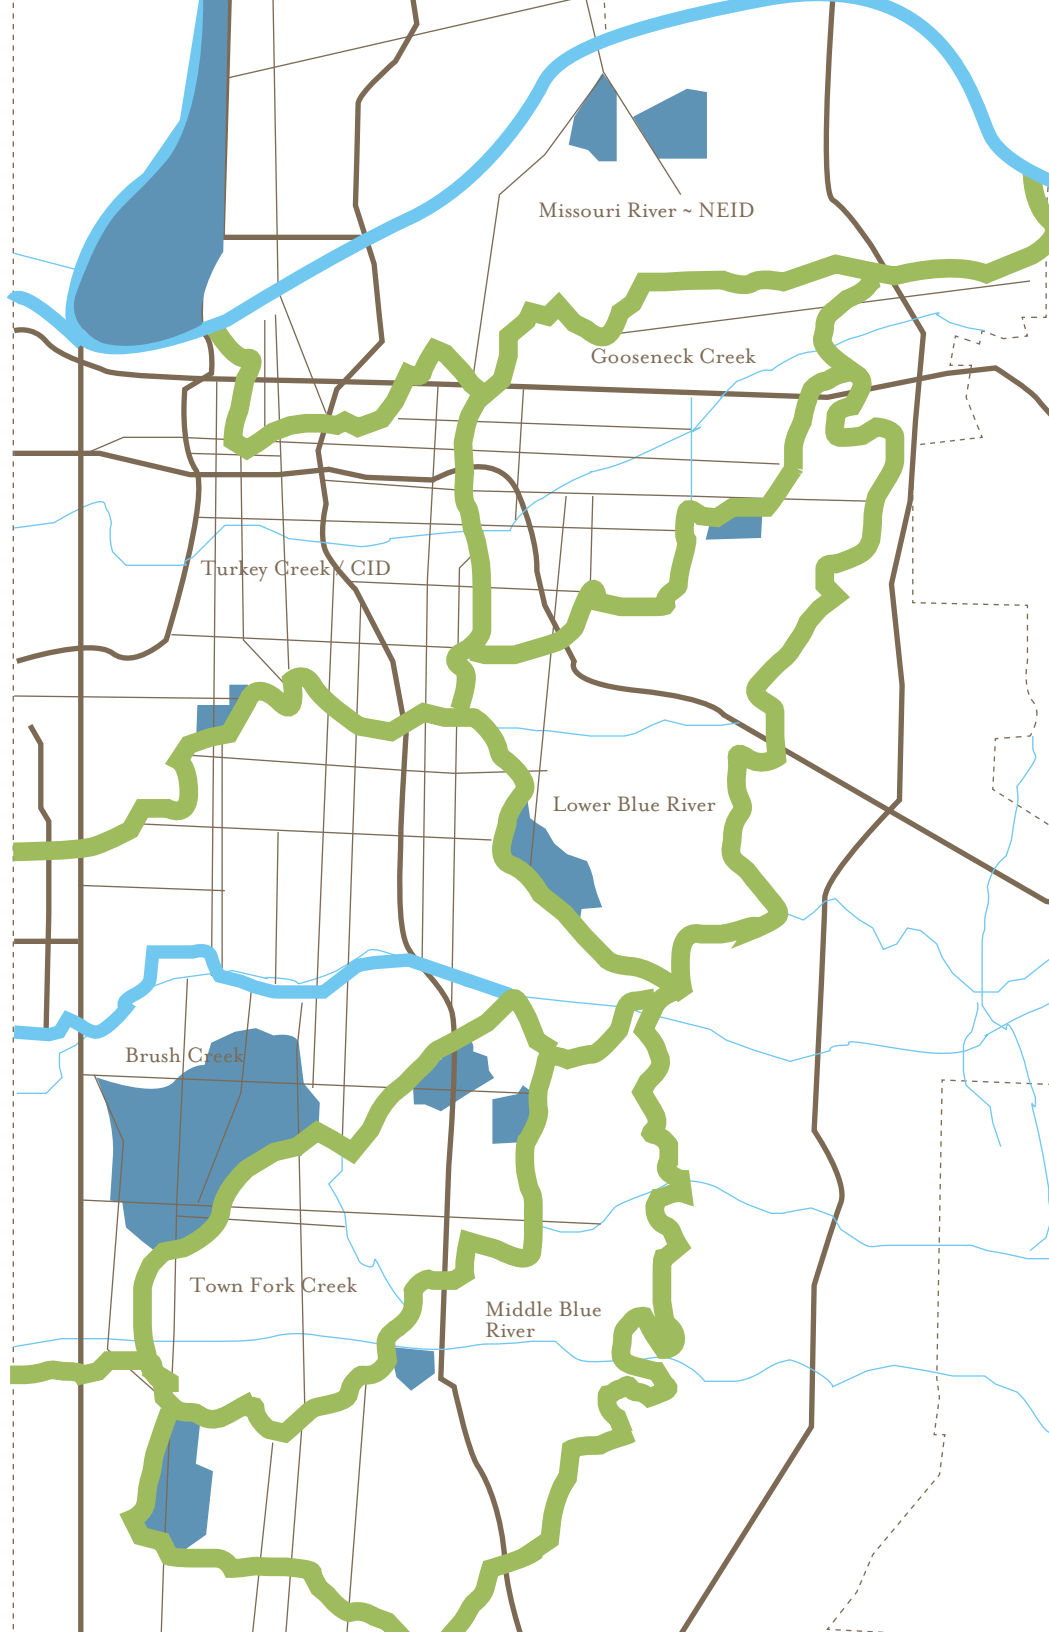 Missouri River ~ NEID
Gooseneck Creek
Turkey Creek / CID
Lower Blue River
Brush Creek
Town Fork Creek
Middle Blue
River